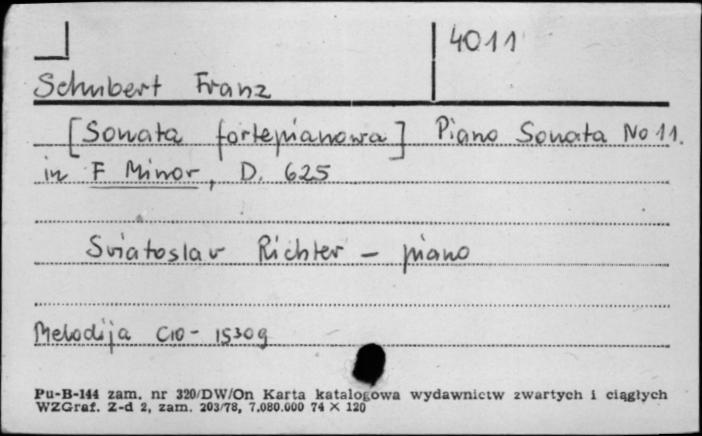 4011
Schubert Franz
[Sonata fortepianowa] Piano Sonata No 11.
in F Minor, D. 625
Sviatoslav Richter - piano
Melodija C10-15309
Pu-B-144 zam. nr 320/DW/On Karta katalogowa wydawnictw zwartych i ciągłych
WZGraf. Z-d 2, zam. 203/78, 7.080.000 74 × 120